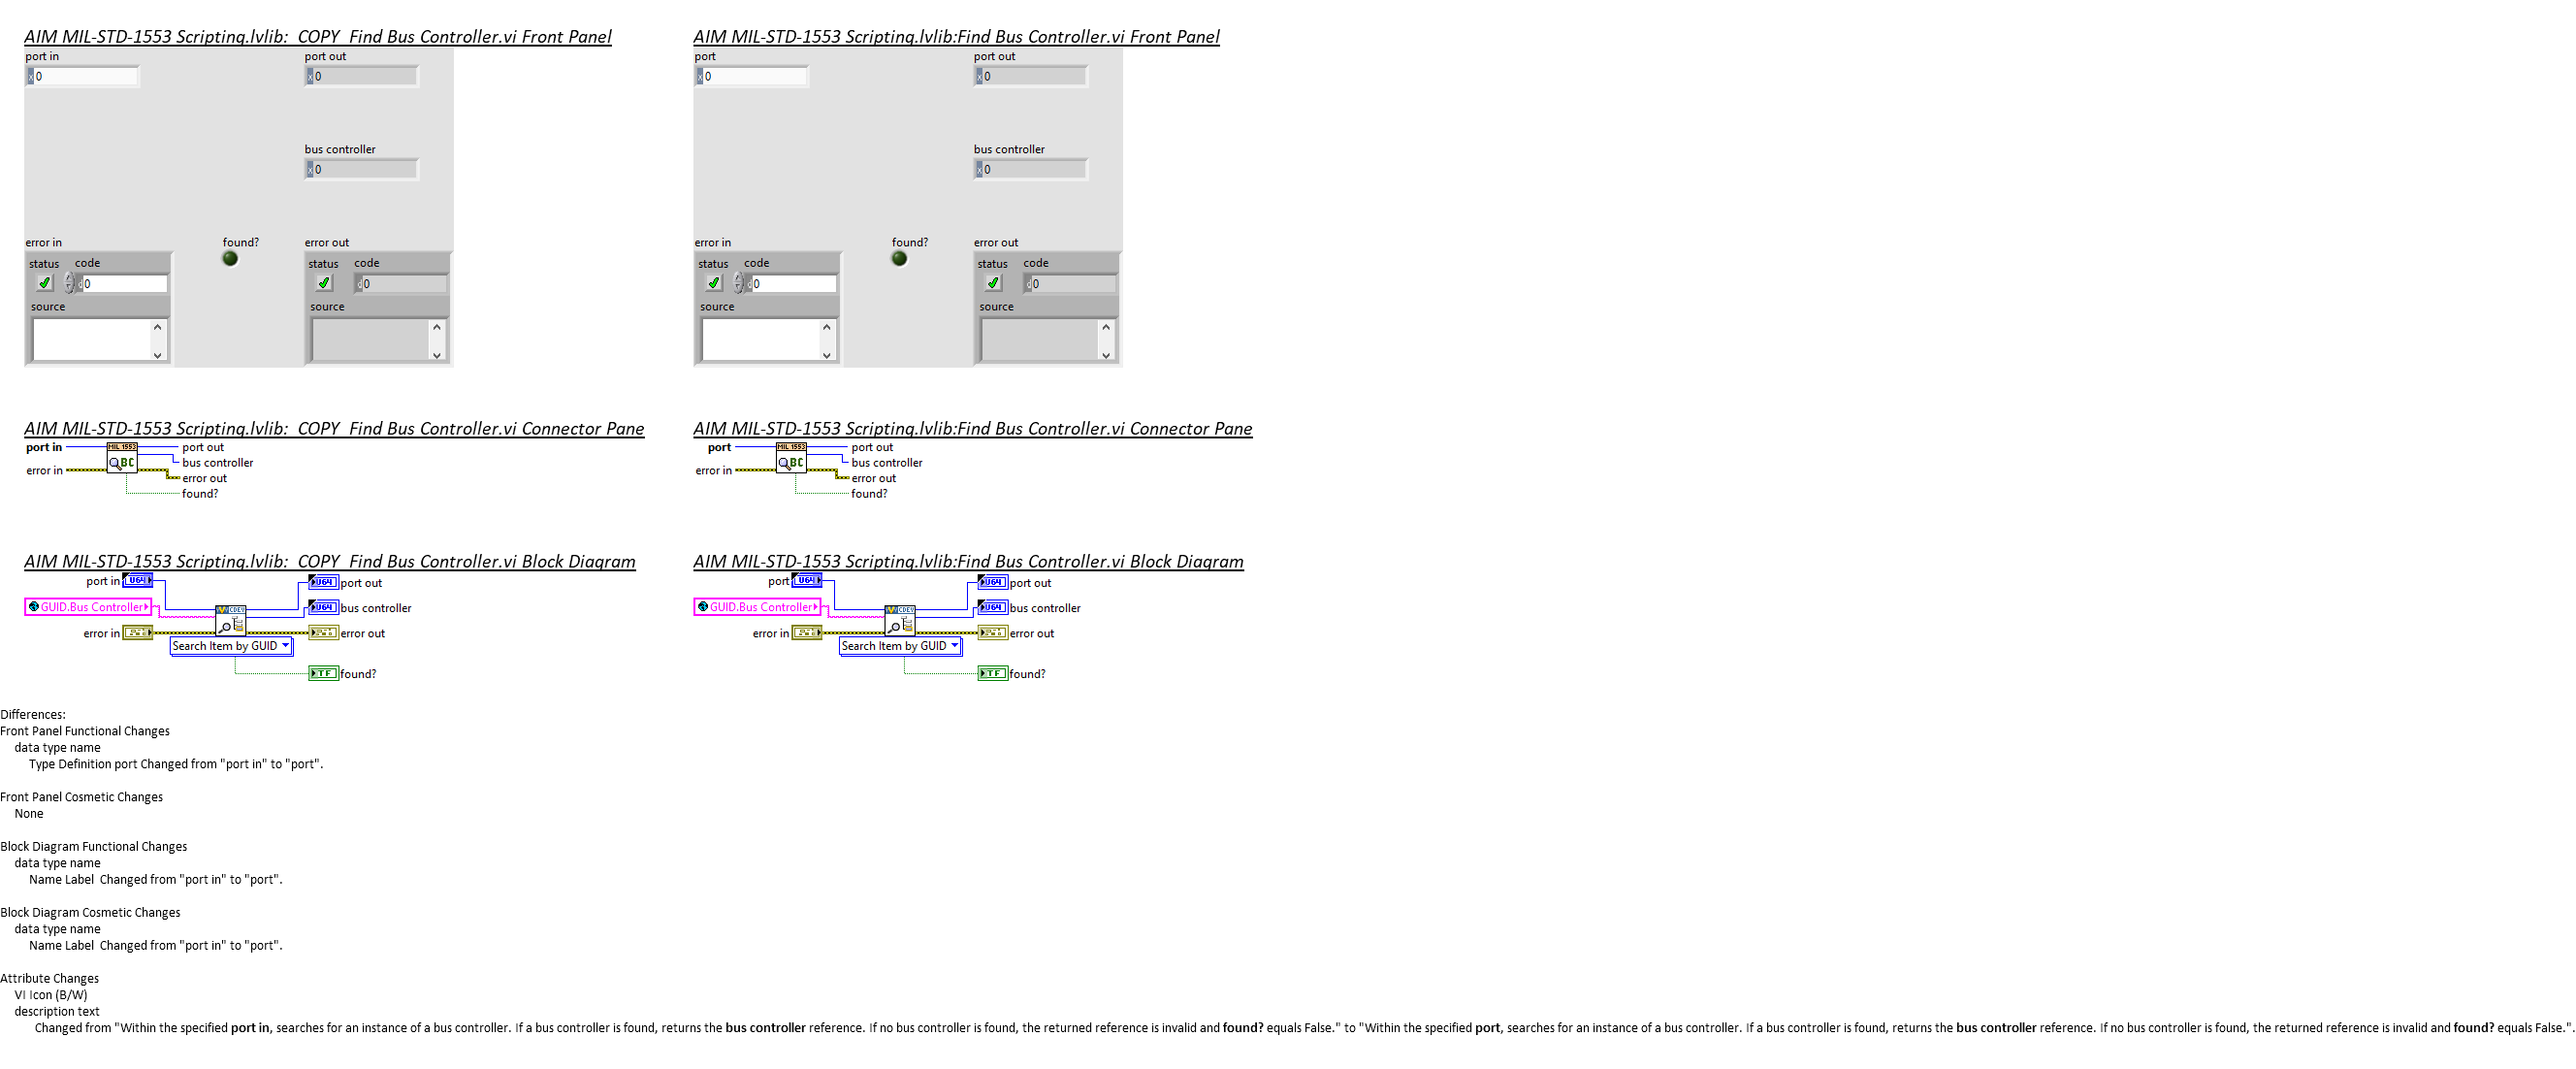 AIM MIL-STD-1553 Scripting.lvlib:  COPY  Find Bus Controller.vi Front Panel
port in
x 0
port out
x 0
bus controller
x 0
error in
status
code
d 0
source
found?
error out
status
code
d 0
source
AIM MIL-STD-1553 Scripting.lvlib:Find Bus Controller.vi Front Panel
port
x 0
port out
x 0
bus controller
x 0
error in
status
code
d 0
source
found?
error out
status
code
d 0
source
AIM MIL-STD-1553 Scripting.lvlib:  COPY  Find Bus Controller.vi Connector Pane
port in
error in
MIL 1553
BC
port out
bus controller
error out
found?
AIM MIL-STD-1553 Scripting.lvlib:Find Bus Controller.vi Connector Pane
port
error in
MIL 1553
BC
port out
bus controller
error out
found?
AIM MIL-STD-1553 Scripting.lvlib:  COPY  Find Bus Controller.vi Block Diagram
port in
U64
U64
port out
GUID.Bus Controller
CDEV
U64
bus controller
error in
error out
Search Item by GUID
TF
found?
AIM MIL-STD-1553 Scripting.lvlib:Find Bus Controller.vi Block Diagram
port
U64
U64
port out
GUID.Bus Controller
CDEV
U64
bus controller
error in
error out
Search Item by GUID
TF
found?
Differences:
Front Panel Functional Changes
data type name
Type Definition port Changed from "port in" to "port".
Front Panel Cosmetic Changes
None
Block Diagram Functional Changes
data type name
Name Label  Changed from "port in" to "port".
Block Diagram Cosmetic Changes
data type name
Name Label  Changed from "port in" to "port".
Attribute Changes
VI Icon (B/W)
description text
Changed from "Within the specified port in, searches for an instance of a bus controller. If a bus controller is found, returns the bus controller reference. If no bus controller is found, the returned reference is invalid and found? equals False." to "Within the specified port, searches for an instance of a bus controller. If a bus controller is found, returns the bus controller reference. If no bus controller is found, the returned reference is invalid and found? equals False.".